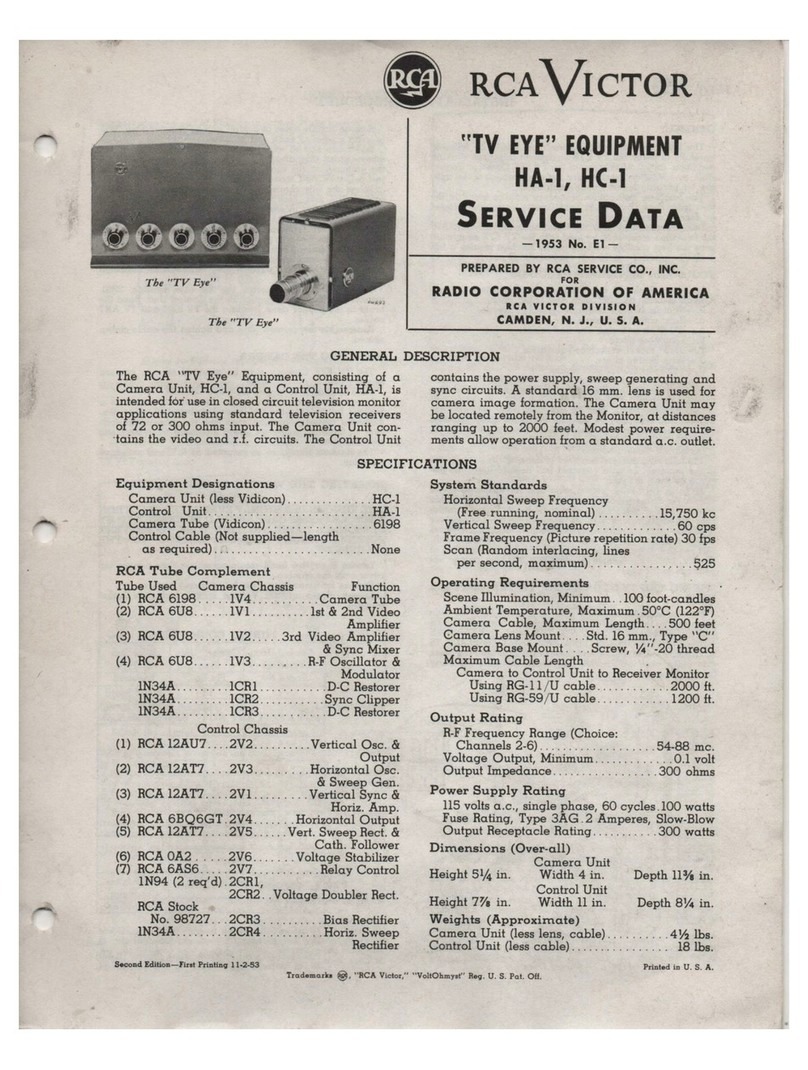 RCA RCA VICTOR
"TV EYE" EQUIPMENT
HA-1, HC-1
SERVICE DATA
—1953 No. E1—
PREPARED BY RCA SERVICE CO., INC.
FOR
RADIO CORPORATION OF AMERICA
RCA VICTOR DIVISION
CAMDEN, N. J., U. S. A.
The "TV Eye"
The "TV Eye"
GENERAL DESCRIPTION
The RCA "TV Eye" Equipment, consisting of a
Camera Unit, HC-1, and a Control Unit, HA-1, is
intended for use in closed circuit television monitor
applications using standard television receivers
of 72 or 300 ohms input. The Camera Unit con-
tains the video and r.f. circuits. The Control Unit
contains the power supply, sweep generating and
sync circuits. A standard 16 mm. lens is used for
camera image formation. The Camera Unit may
be located remotely from the Monitor, at distances
ranging up to 2000 feet. Modest power require-
ments allow operation from a standard a.c. outlet.
SPECIFICATIONS
Equipment Designations
Camera Unit (less Vidicon)..............HC-1
Control Unit............................HA-1
Camera Tube (Vidicon)...................6198
Control Cable (Not supplied—length
as required)........................None
RCA Tube Complement
Tube Used Camera Chassis Function
(1) RCA 6198.....1V4..........Camera Tube
(2) RCA 6U8......1V1.........1st & 2nd Video
Amplifier
(3) RCA 6U8......1V2.....3rd Video Amplifier
& Sync Mixer
(4) RCA 6U8......1V3........R-F Oscillator &
Modulator
1N34A.........1CR1...........D-C Restorer
1N34A.........1CR2..........Sync Clipper
1N34A.........1CR3...........D-C Restorer
Control Chassis
(1) RCA 12AU7....2V2.........Vertical Osc. &
Output
(2) RCA 12AT7....2V3.........Horizontal Osc.
& Sweep Gen.
(3) RCA 12AT7....2V1........Vertical Sync &
Horiz. Amp.
(4) RCA 6BQ6GT.2V4.......Horizontal Output
(5) RCA 12AT7....2V5....Vert. Sweep Rect. &
Cath. Follower
(6) RCA 0A2 .....2V6.......Voltage Stabilizer
(7) RCA 6AS6.....2V7..........Relay Control
1N94 (2 req'd).2CR1,
2CR2..Voltage Doubler Rect.
RCA Stock
No. 98727...2CR3..........Bias Rectifier
1N34A.........2CR4.........Horiz. Sweep
Rectifier
System Standards
Horizontal Sweep Frequency
(Free running, nominal)..........15,750 kc
Vertical Sweep Frequency............60 cps
Frame Frequency (Picture repetition rate) 30 fps
Scan (Random interlacing, lines
per second, maximum)................525
Operating Requirements
Scene Illumination, Minimum..100 foot-candles
Ambient Temperature, Maximum.50°C (122°F)
Camera Cable, Maximum Length....500 feet
Camera Lens Mount....Std. 16 mm., Type "C"
Camera Base Mount....Screw, ¼"-20 thread
Maximum Cable Length
Camera to Control Unit to Receiver Monitor
Using RG-11/U cable............2000 ft.
Using RG-59/U cable............1200 ft.
Output Rating
R-F Frequency Range (Choice:
Channels 2-6)...................54-88 mc.
Voltage Output, Minimum.............0.1 volt
Output Impedance.................300 ohms
Power Supply Rating
115 volts a.c., single phase, 60 cycles.100 watts
Fuse Rating, Type 3AG.2 Amperes, Slow-Blow
Output Receptacle Rating...........300 watts
Dimensions (Over-all)
Camera Unit
Height 5¼ in. Width 4 in. Depth 11⅜ in.
Control Unit
Height 7⅞ in. Width 11 in. Depth 8¼ in.
Weights (Approximate)
Camera Unit (less lens, cable)..........4½ lbs.
Control Unit (less cable)................ 18 lbs.
Second Edition—First Printing 11-2-53
Printed in U. S. A.
Trademarks RCA, "RCA Victor," "VoltOhmyst" Reg. U. S. Pat. Off.